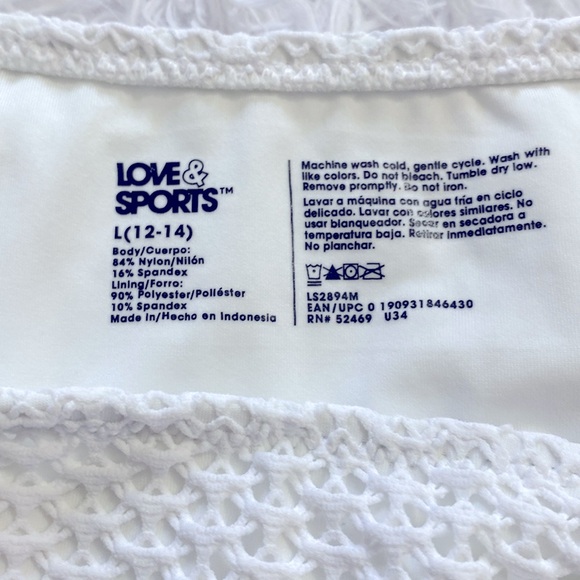 LOVE &
SPORTS™
L(12-14)
Body/Cuerpo:
84% Nylon/Nilón
16% Spandex
Lining/Forro:
90% Polyester/Poliéster
10% Spandex
Made in/Hecho en Indonesia
Machine wash cold, gentle cycle. Wash with
like colors. Do not bleach. Tumble dry low.
Remove promptly. Do not iron.
Lavar a máquina con agua fría en ciclo
delicado. Lavar con colores similares. No
usar blanqueador. Secar en secadora a
temperatura baja. Retirar inmediatamente.
No planchar.
LS2894M
EAN/UPC 0 190931846430
RN# 52469 U34